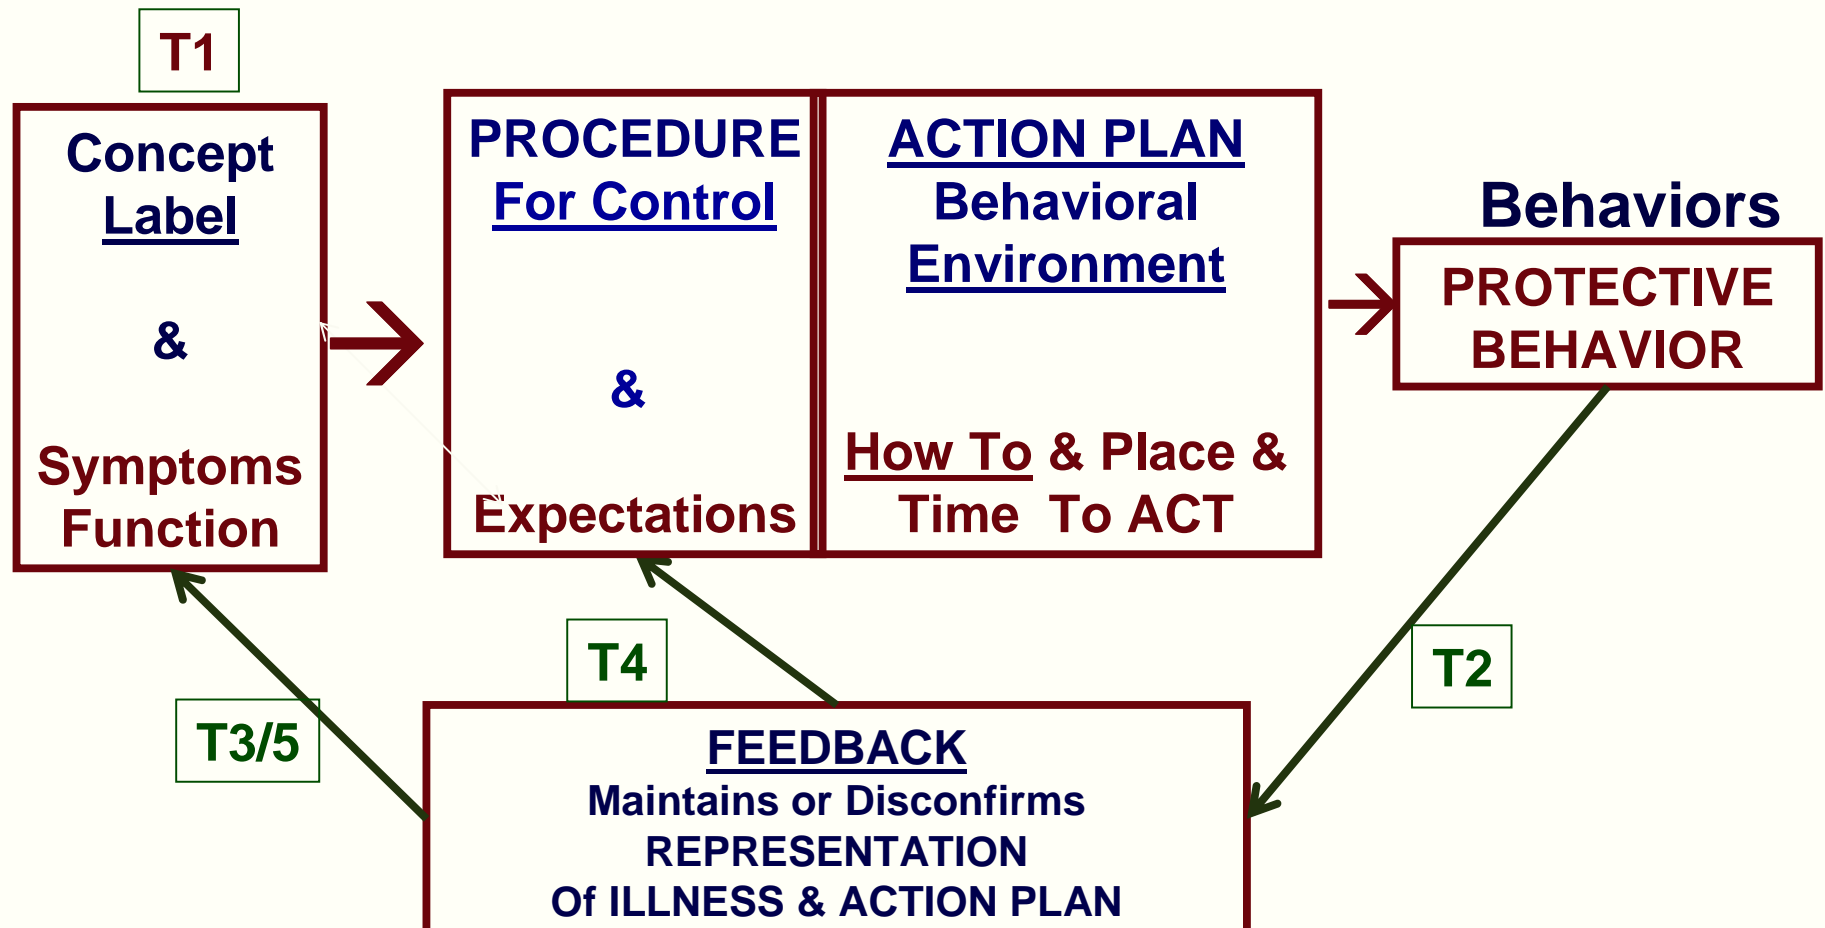 T1
Concept
Label
&
Symptoms
Function
PROCEDURE
For Control
&
Expectations
ACTION PLAN
Behavioral
Environment
How To & Place &
Time To ACT
Behaviors
PROTECTIVE
BEHAVIOR
T4
T2
T3/5
FEEDBACK
Maintains or Disconfirms
REPRESENTATION
Of ILLNESS & ACTION PLAN